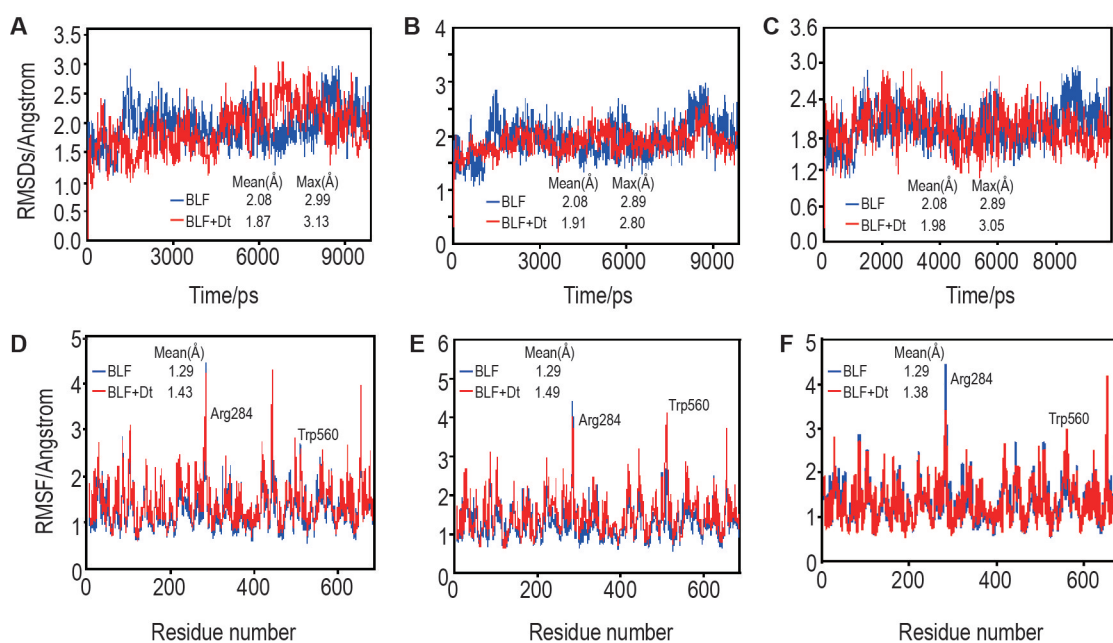 A
RMSDs/Angstrom
3.5
3.0
2.5
2.0
1.5
1.0
0.5
0.0
Mean(Å) Max(Å)
BLF 2.08 2.99
BLF+Dt 1.87 3.13
0 3000 6000 9000
Time/ps
B
4
3
2
1
0
Mean(Å) Max(Å)
BLF 2.08 2.89
BLF+Dt 1.91 2.80
0 3000 6000 9000
Time/ps
C
3.6
3.0
2.4
1.8
1.2
0.6
0.0
Mean(Å) Max(Å)
BLF 2.08 2.89
BLF+Dt 1.98 3.05
0 2000 4000 6000 8000
Time/ps
D
RMSF/Angstrom
5
4
3
2
1
0
Mean(Å)
BLF 1.29
BLF+Dt 1.43
Arg284
Trp560
0 200 400 600
Residue number
E
6
5
4
3
2
1
0
Mean(Å)
BLF 1.29
BLF+Dt 1.49
Arg284
Trp560
0 200 400 600
Residue number
F
5
4
3
2
1
0
Mean(Å)
BLF 1.29
BLF+Dt 1.38
Arg284
Trp560
0 200 400 600
Residue number